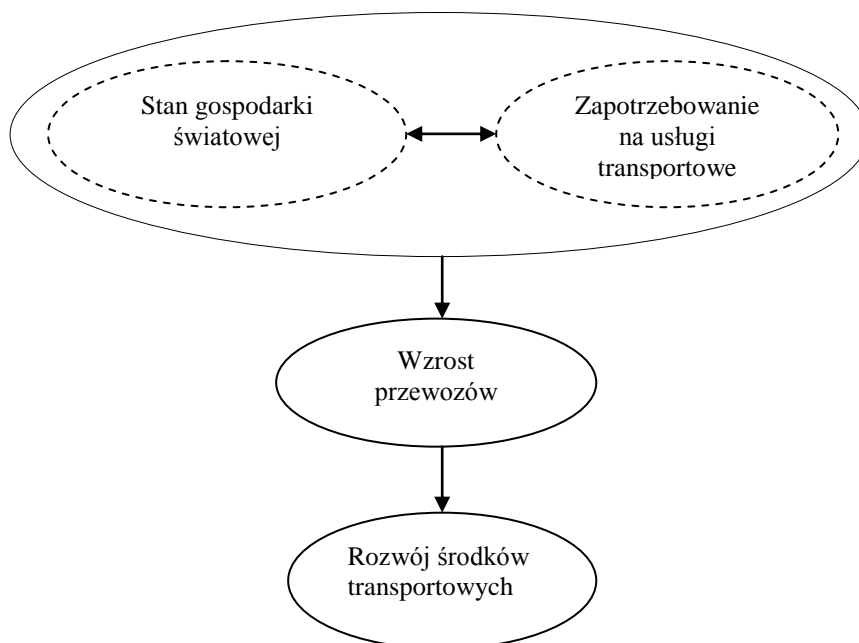 Stan gospodarki
światowej
Zapotrzebowanie
na usługi
transportowe
Wzrost
przewozów
Rozwój środków
transportowych